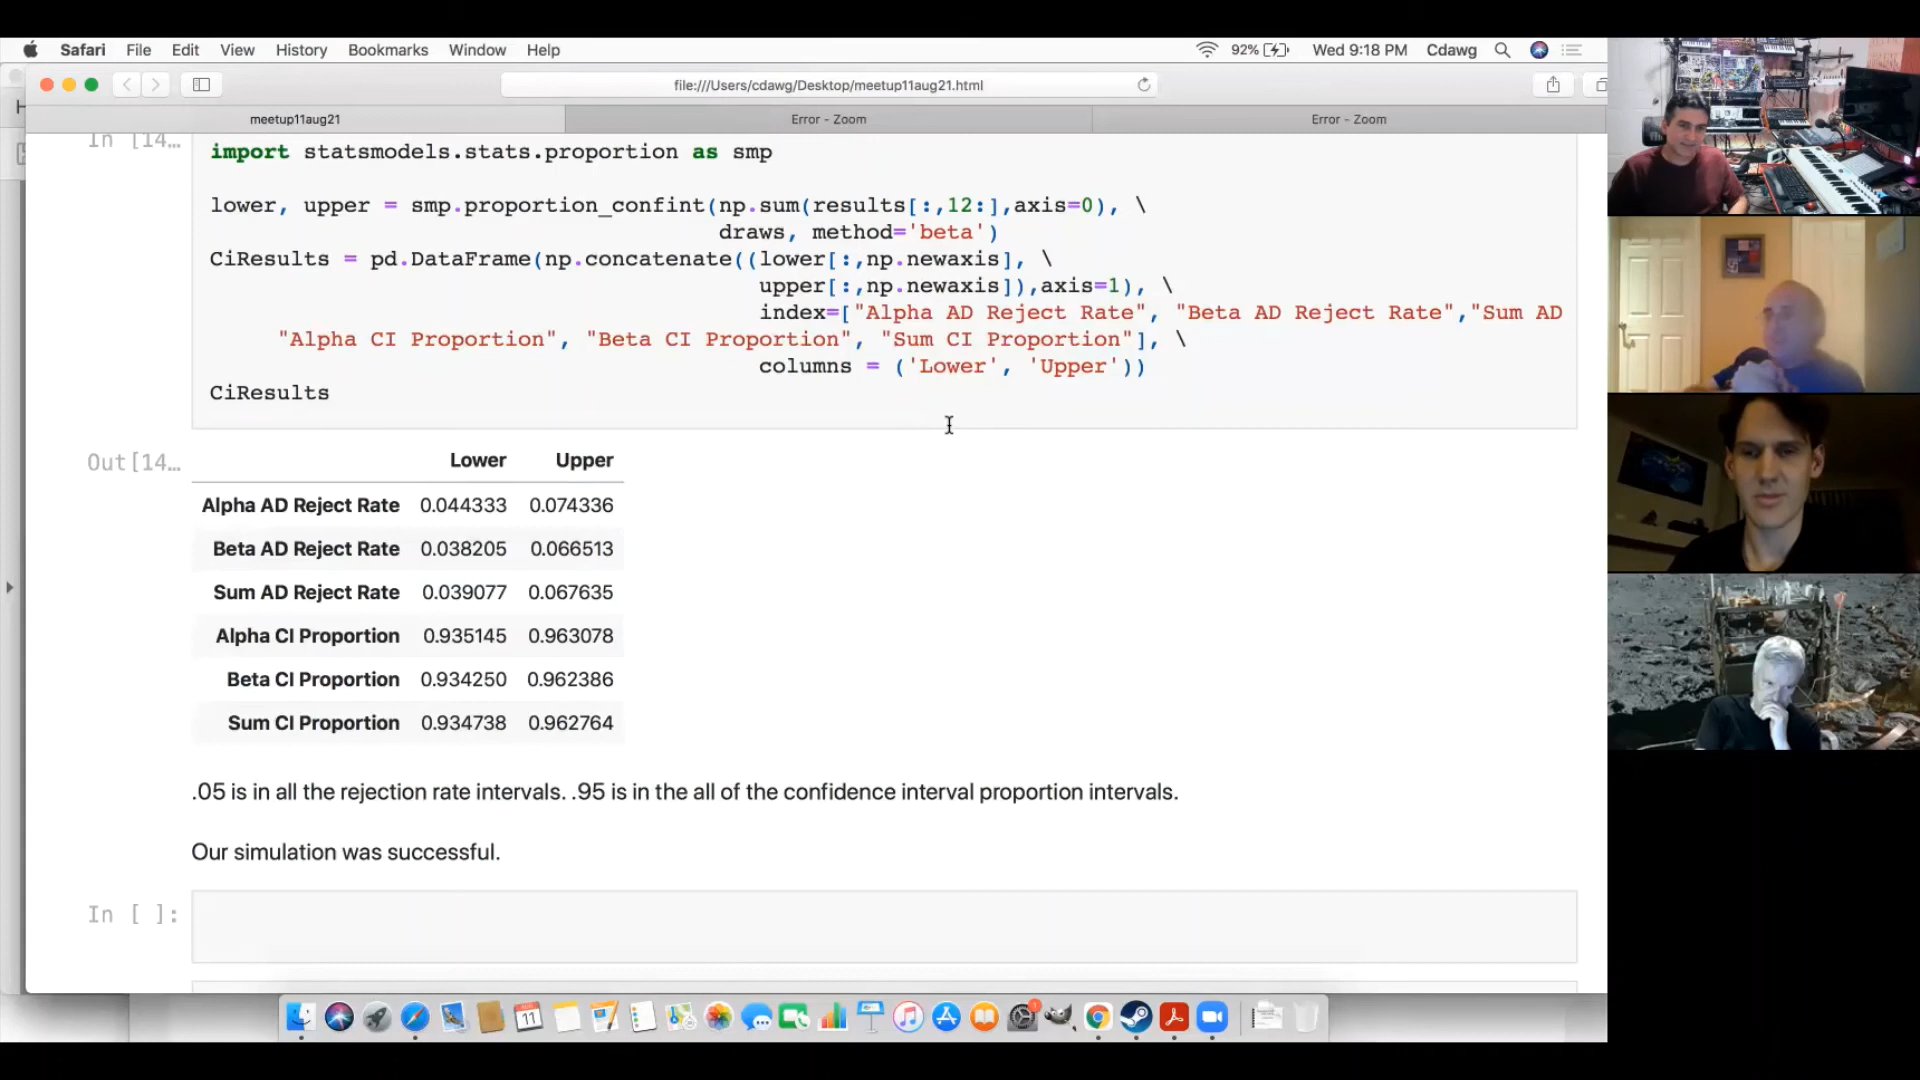 Safari File Edit View History Bookmarks Window Help 92% Wed 9:18 PM Cdawg
file:///Users/cdawg/Desktop/meetup11aug21.html
meetup11aug21 Error - Zoom Error - Zoom
In [14…
import statsmodels.stats.proportion as smp
lower, upper = smp.proportion_confint(np.sum(results[:,12:],axis=0), \
draws, method='beta')
CiResults = pd.DataFrame(np.concatenate((lower[:,np.newaxis], \
upper[:,np.newaxis]),axis=1), \
index=["Alpha AD Reject Rate", "Beta AD Reject Rate","Sum AD
"Alpha CI Proportion", "Beta CI Proportion", "Sum CI Proportion"], \
columns = ('Lower', 'Upper'))
CiResults
Out[14…
Lower Upper
Alpha AD Reject Rate 0.044333 0.074336
Beta AD Reject Rate 0.038205 0.066513
Sum AD Reject Rate 0.039077 0.067635
Alpha CI Proportion 0.935145 0.963078
Beta CI Proportion 0.934250 0.962386
Sum CI Proportion 0.934738 0.962764
.05 is in all the rejection rate intervals. .95 is in the all of the confidence interval proportion intervals.
Our simulation was successful.
In [ ]:
11